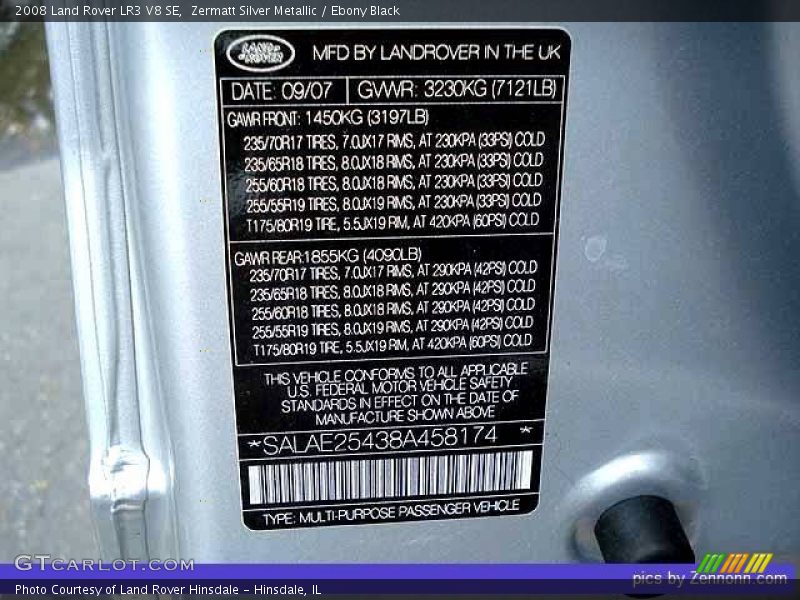 2008 Land Rover LR3 V8 SE, Zermatt Silver Metallic / Ebony Black
LAND-
-ROVER
MFD BY LANDROVER IN THE UK
DATE: 09/07 GVWR: 3230KG (7121LB)
GAWR FRONT: 1450KG (3197LB)
235/70R17 TIRES, 7.0JX17 RIMS, AT 230KPA (33PSI) COLD
235/65R18 TIRES, 8.0JX18 RIMS, AT 230KPA (33PSI) COLD
255/60R18 TIRES, 8.0JX18 RIMS, AT 230KPA (33PSI) COLD
255/55R19 TIRES, 8.0JX19 RIMS, AT 230KPA (33PSI) COLD
T175/80R19 TIRE, 5.5JX19 RIM, AT 420KPA (60PSI) COLD
GAWR REAR: 1855KG (4090LB)
235/70R17 TIRES, 7.0JX17 RIMS, AT 290KPA (42PSI) COLD
235/65R18 TIRES, 8.0JX18 RIMS, AT 290KPA (42PSI) COLD
255/60R18 TIRES, 8.0JX18 RIMS, AT 290KPA (42PSI) COLD
255/55R19 TIRES, 8.0JX19 RIMS, AT 290KPA (42PSI) COLD
T175/80R19 TIRE, 5.5JX19 RIM, AT 420KPA (60PSI) COLD
THIS VEHICLE CONFORMS TO ALL APPLICABLE
U.S. FEDERAL MOTOR VEHICLE SAFETY
STANDARDS IN EFFECT ON THE DATE OF
MANUFACTURE SHOWN ABOVE
*SALAE25438A458174 *
TYPE: MULTI-PURPOSE PASSENGER VEHICLE
GTCARLOT.COM
Photo Courtesy of Land Rover Hinsdale - Hinsdale, IL
pics by Zennonn.com